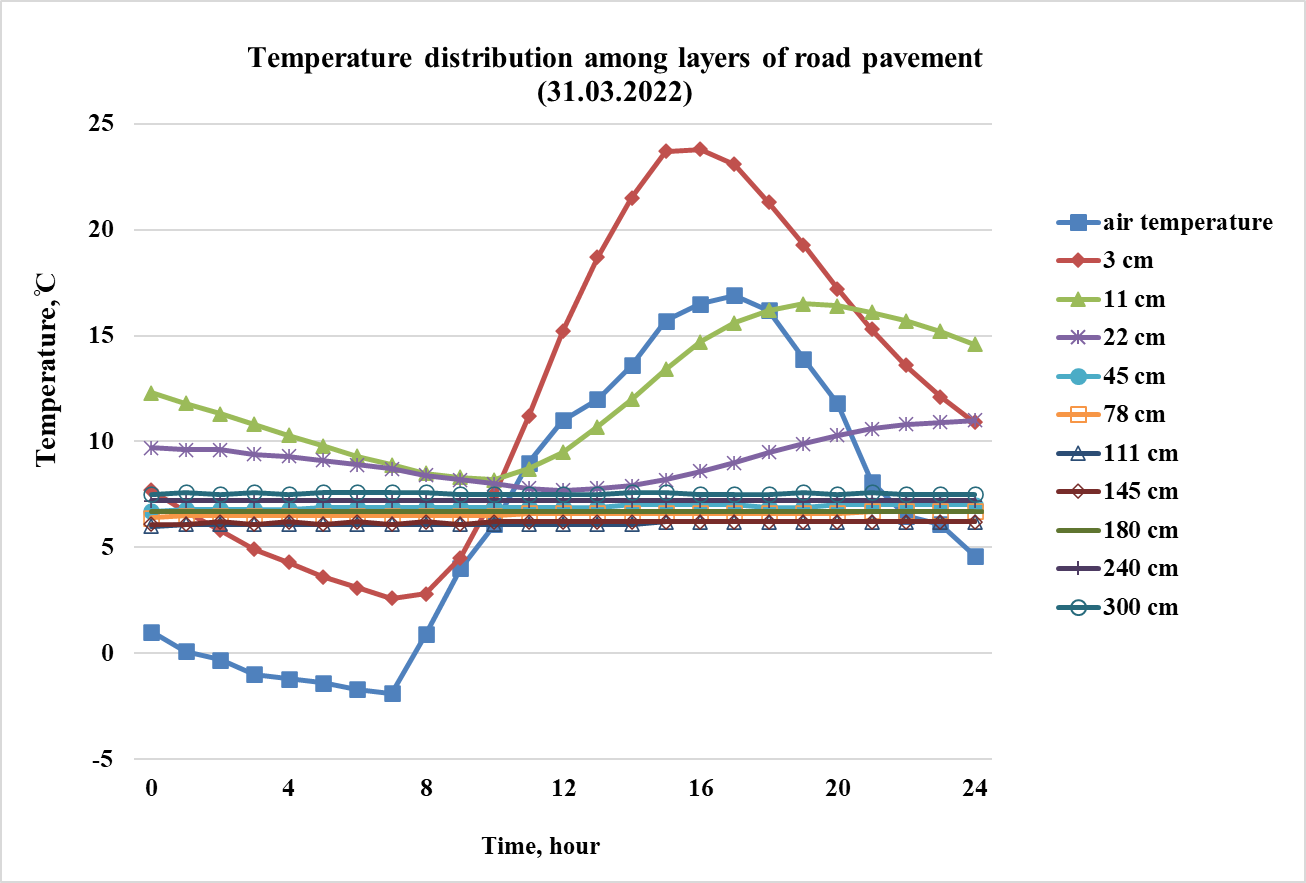 Temperature distribution among layers of road pavement
(31.03.2022)
25
20
15
10
5
0
-5
Temperature,℃
0 4 8 12 16 20 24
Time, hour
air temperature
3 cm
11 cm
22 cm
45 cm
78 cm
111 cm
145 cm
180 cm
240 cm
300 cm